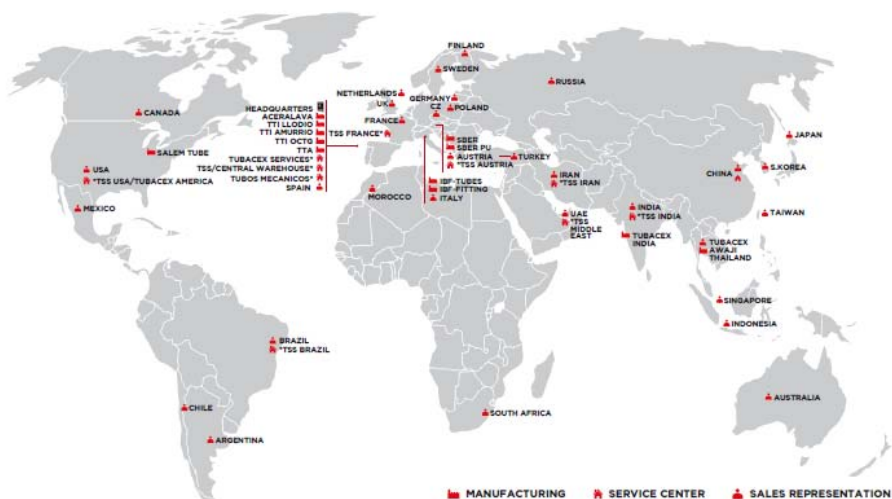 FINLAND
SWEDEN
RUSSIA
NETHERLANDS
GERMANY
UK
POLAND
CZ
CANADA
HEADQUARTERS
ACERALAVA
TTI LLODIO
TTI AMURRIO
TTI OCTO
TTA
TUBACEX SERVICES*
TSS/CENTRAL WAREHOUSE*
TUBOS MECANICOS*
SPAIN
FRANCE
TSS FRANCE*
SBER
SBER PU
AUSTRIA
*TSS AUSTRIA
TURKEY
JAPAN
SALEM TUBE
USA
*TSS USA/TUBACEX AMERICA
MEXICO
MOROCCO
IBF-TUBES
IBF-FITTING
ITALY
IRAN
*TSS IRAN
CHINA
S.KOREA
UAE
*TSS
MIDDLE
EAST
INDIA
*TSS INDIA
TAIWAN
TUBACEX
INDIA
TUBACEX
AWAJI
THAILAND
SINGAPORE
INDONESIA
BRAZIL
*TSS BRAZIL
AUSTRALIA
CHILE
SOUTH AFRICA
ARGENTINA
MANUFACTURING
SERVICE CENTER
SALES REPRESENTATION